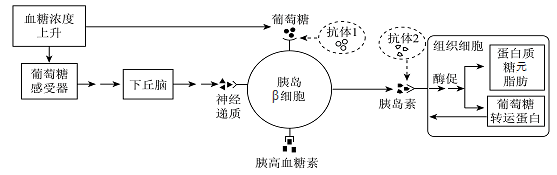 血糖浓度
上升
葡萄糖
感受器
下丘脑
神经
递质
葡萄糖
抗体1
胰岛
β细胞
胰高血糖素
抗体2
胰岛素
组织细胞
酶促
蛋白质
糖元
脂肪
葡萄糖
转运蛋白